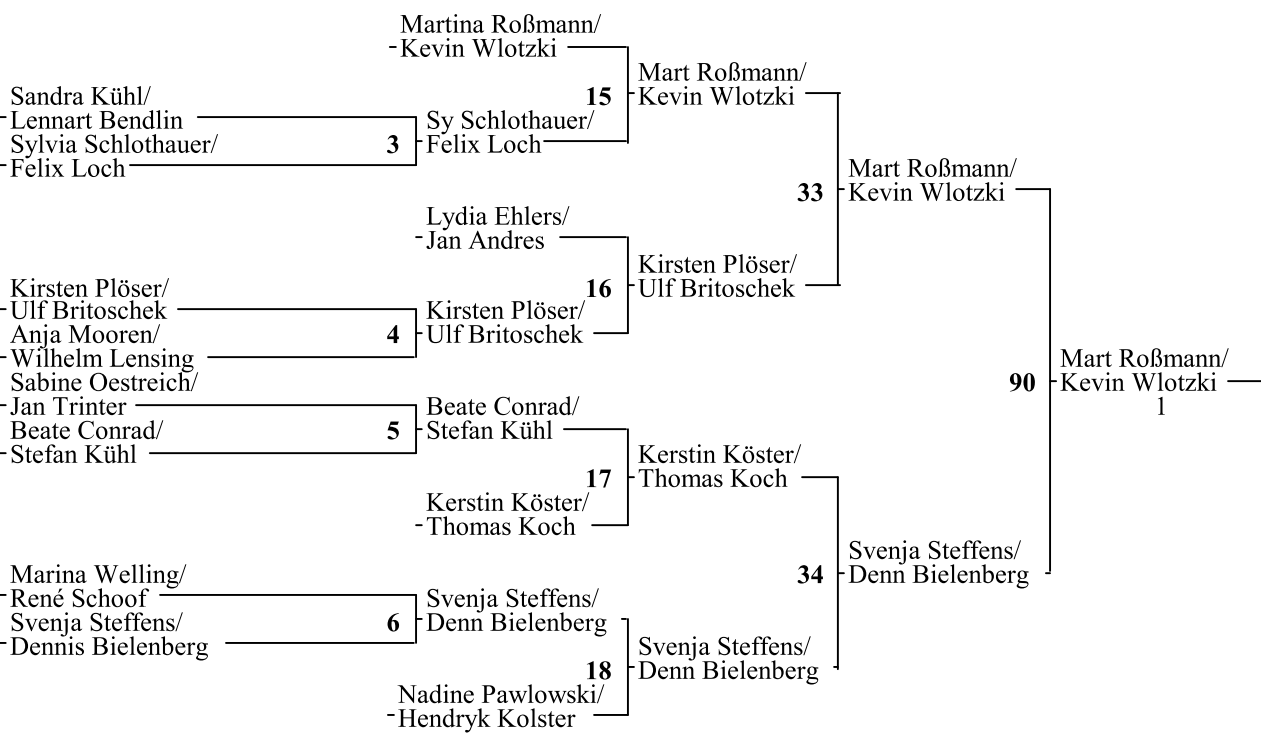 Martina Roßmann/
Kevin Wlotzki
Mart Roßmann/
15 Kevin Wlotzki
Sandra Kühl/
Lennart Bendlin
Sy Schlothauer/
Sylvia Schlothauer/
3 Felix Loch
Felix Loch
Mart Roßmann/
33 Kevin Wlotzki
Lydia Ehlers/
Jan Andres
Kirsten Plöser/
16 Ulf Britoschek
Kirsten Plöser/
Ulf Britoschek
Kirsten Plöser/
Anja Mooren/
4 Ulf Britoschek
Wilhelm Lensing
Mart Roßmann/
90 Kevin Wlotzki
1
Sabine Oestreich/
Jan Trinter
Beate Conrad/
Beate Conrad/
5 Stefan Kühl
Stefan Kühl
Kerstin Köster/
17 Thomas Koch
Kerstin Köster/
Thomas Koch
Svenja Steffens/
34 Denn Bielenberg
Marina Welling/
René Schoof
Svenja Steffens/
Svenja Steffens/
6 Denn Bielenberg
Dennis Bielenberg
Svenja Steffens/
18 Denn Bielenberg
Nadine Pawlowski/
Hendryk Kolster